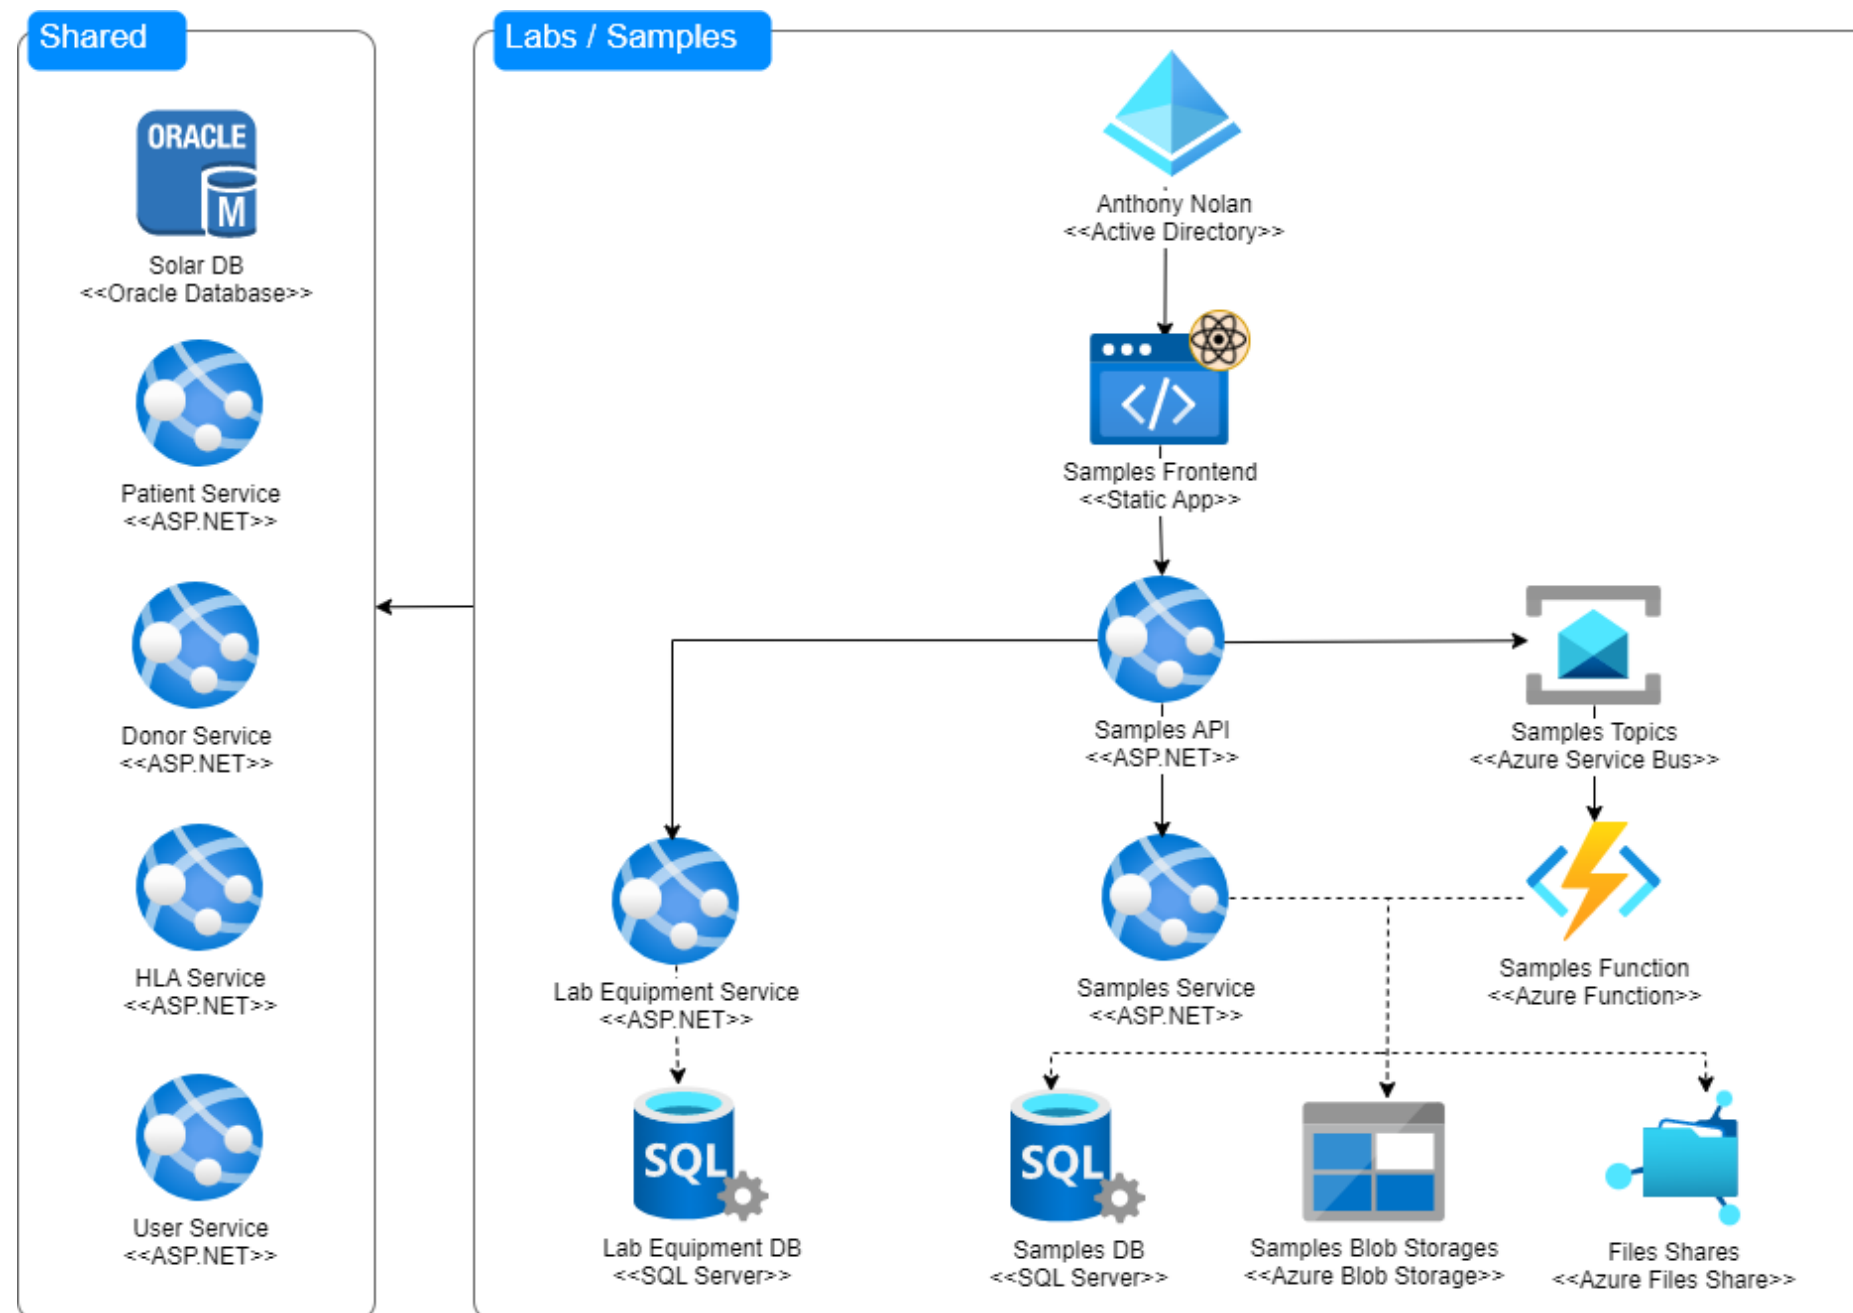 Shared
ORACLE
M
Solar DB
<<Oracle Database>>
Patient Service
<<ASP.NET>>
Donor Service
<<ASP.NET>>
HLA Service
<<ASP.NET>>
User Service
<<ASP.NET>>
Labs / Samples
Anthony Nolan
<<Active Directory>>
</>
Samples Frontend
<<Static App>>
Samples API
<<ASP.NET>>
Samples Topics
<<Azure Service Bus>>
Lab Equipment Service
<<ASP.NET>>
Samples Service
<<ASP.NET>>
Samples Function
<<Azure Function>>
SQL
Lab Equipment DB
<<SQL Server>>
SQL
Samples DB
<<SQL Server>>
Samples Blob Storages
<<Azure Blob Storage>>
Files Shares
<<Azure Files Share>>